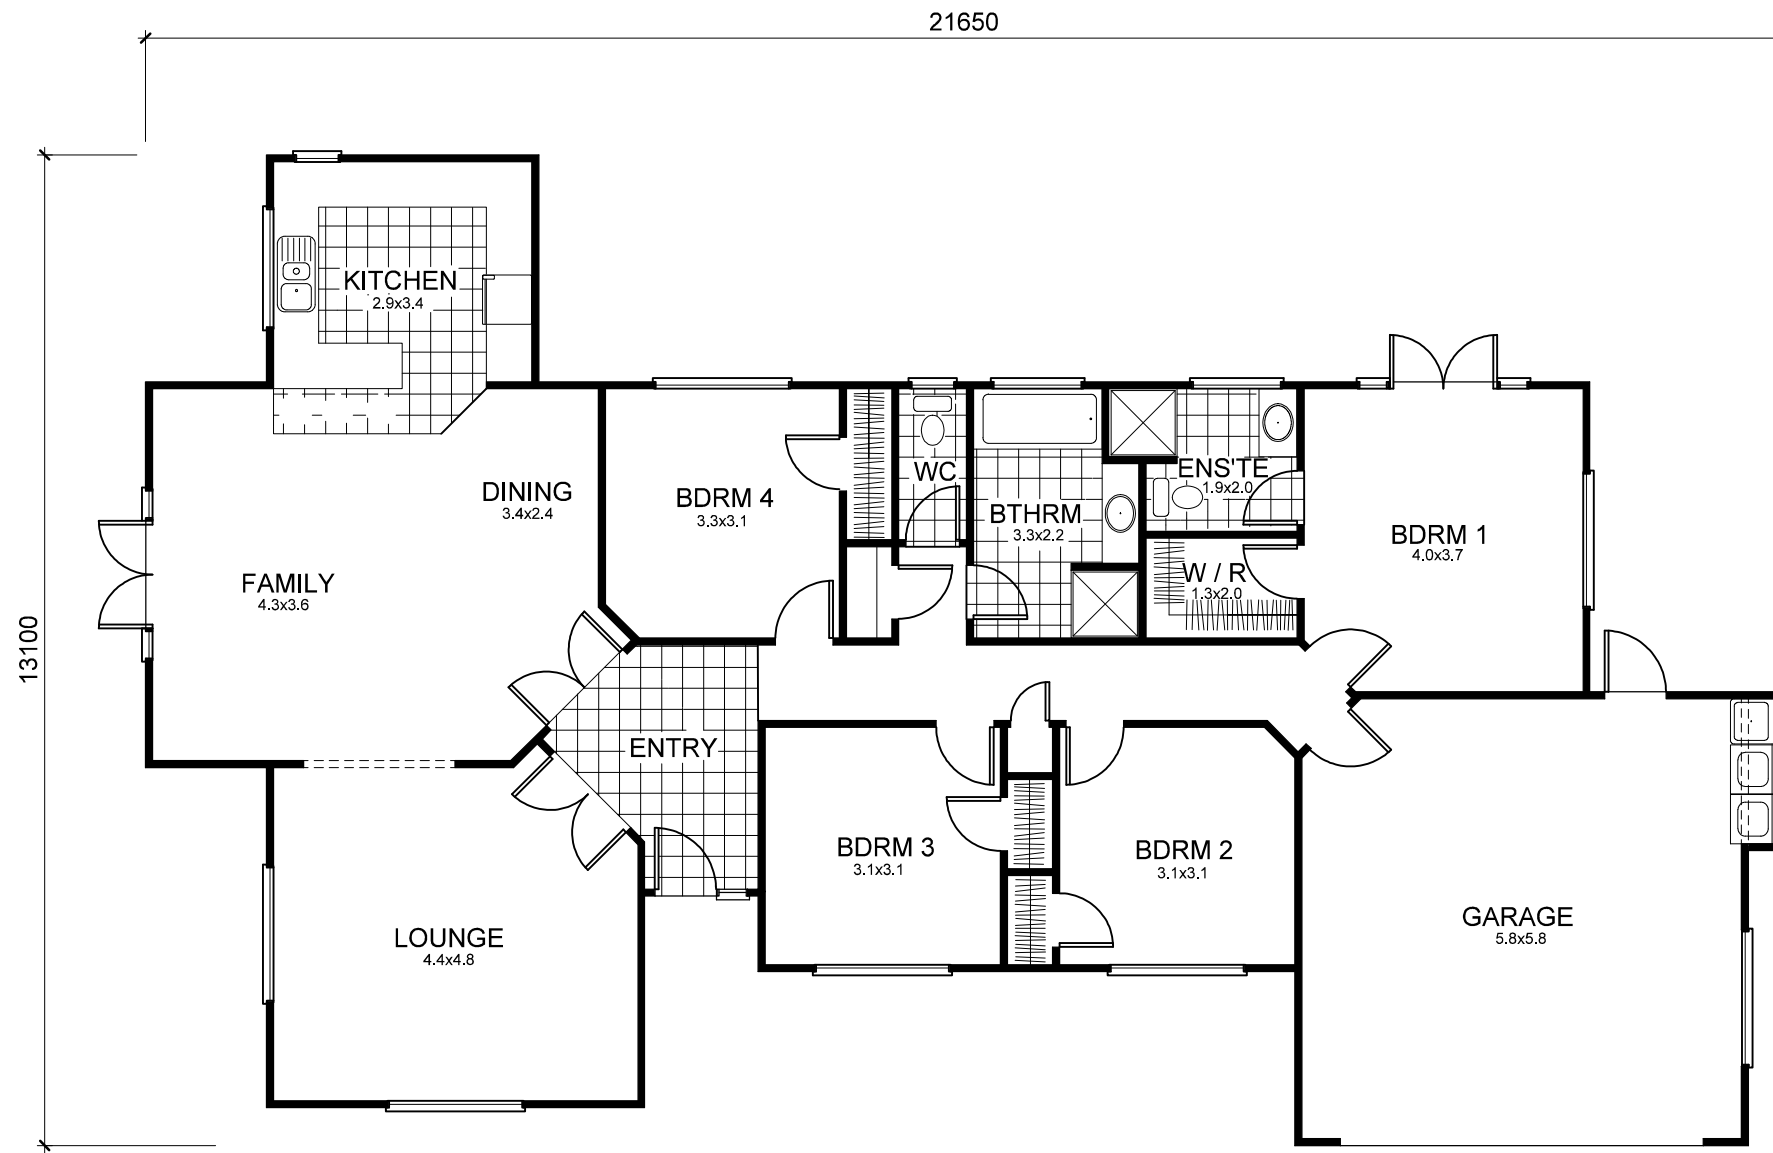 21650
13100
KITCHEN
2.9x3.4
DINING
3.4x2.4
FAMILY
4.3x3.6
BDRM 4
3.3x3.1
WC
BTHRM
3.3x2.2
ENS'TE
1.9x2.0
W / R
1.3x2.0
BDRM 1
4.0x3.7
ENTRY
LOUNGE
4.4x4.8
BDRM 3
3.1x3.1
BDRM 2
3.1x3.1
GARAGE
5.8x5.8